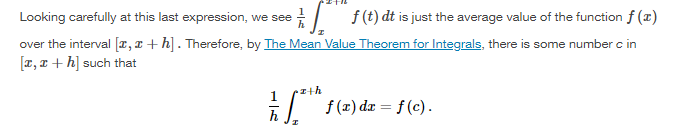 Looking carefully at this last expression, we see \frac{1}{h} \int_{x}^{x+h} f(t) dt is just the average value of the function f(x)
over the interval [x, x + h]. Therefore, by The Mean Value Theorem for Integrals, there is some number c in
[x, x + h] such that
\frac{1}{h} \int_{x}^{x+h} f(x) dx = f(c).